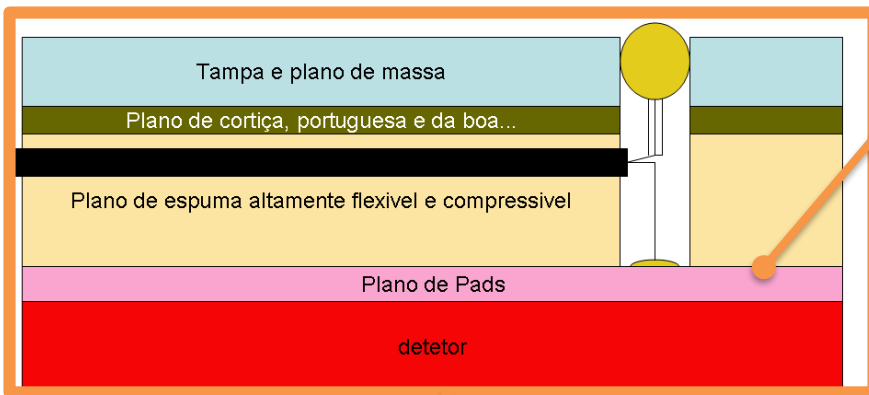 Tampa e plano de massa
Plano de cortiça, portuguesa e da boa...
Plano de espuma altamente flexivel e compressivel
Plano de Pads
detetor